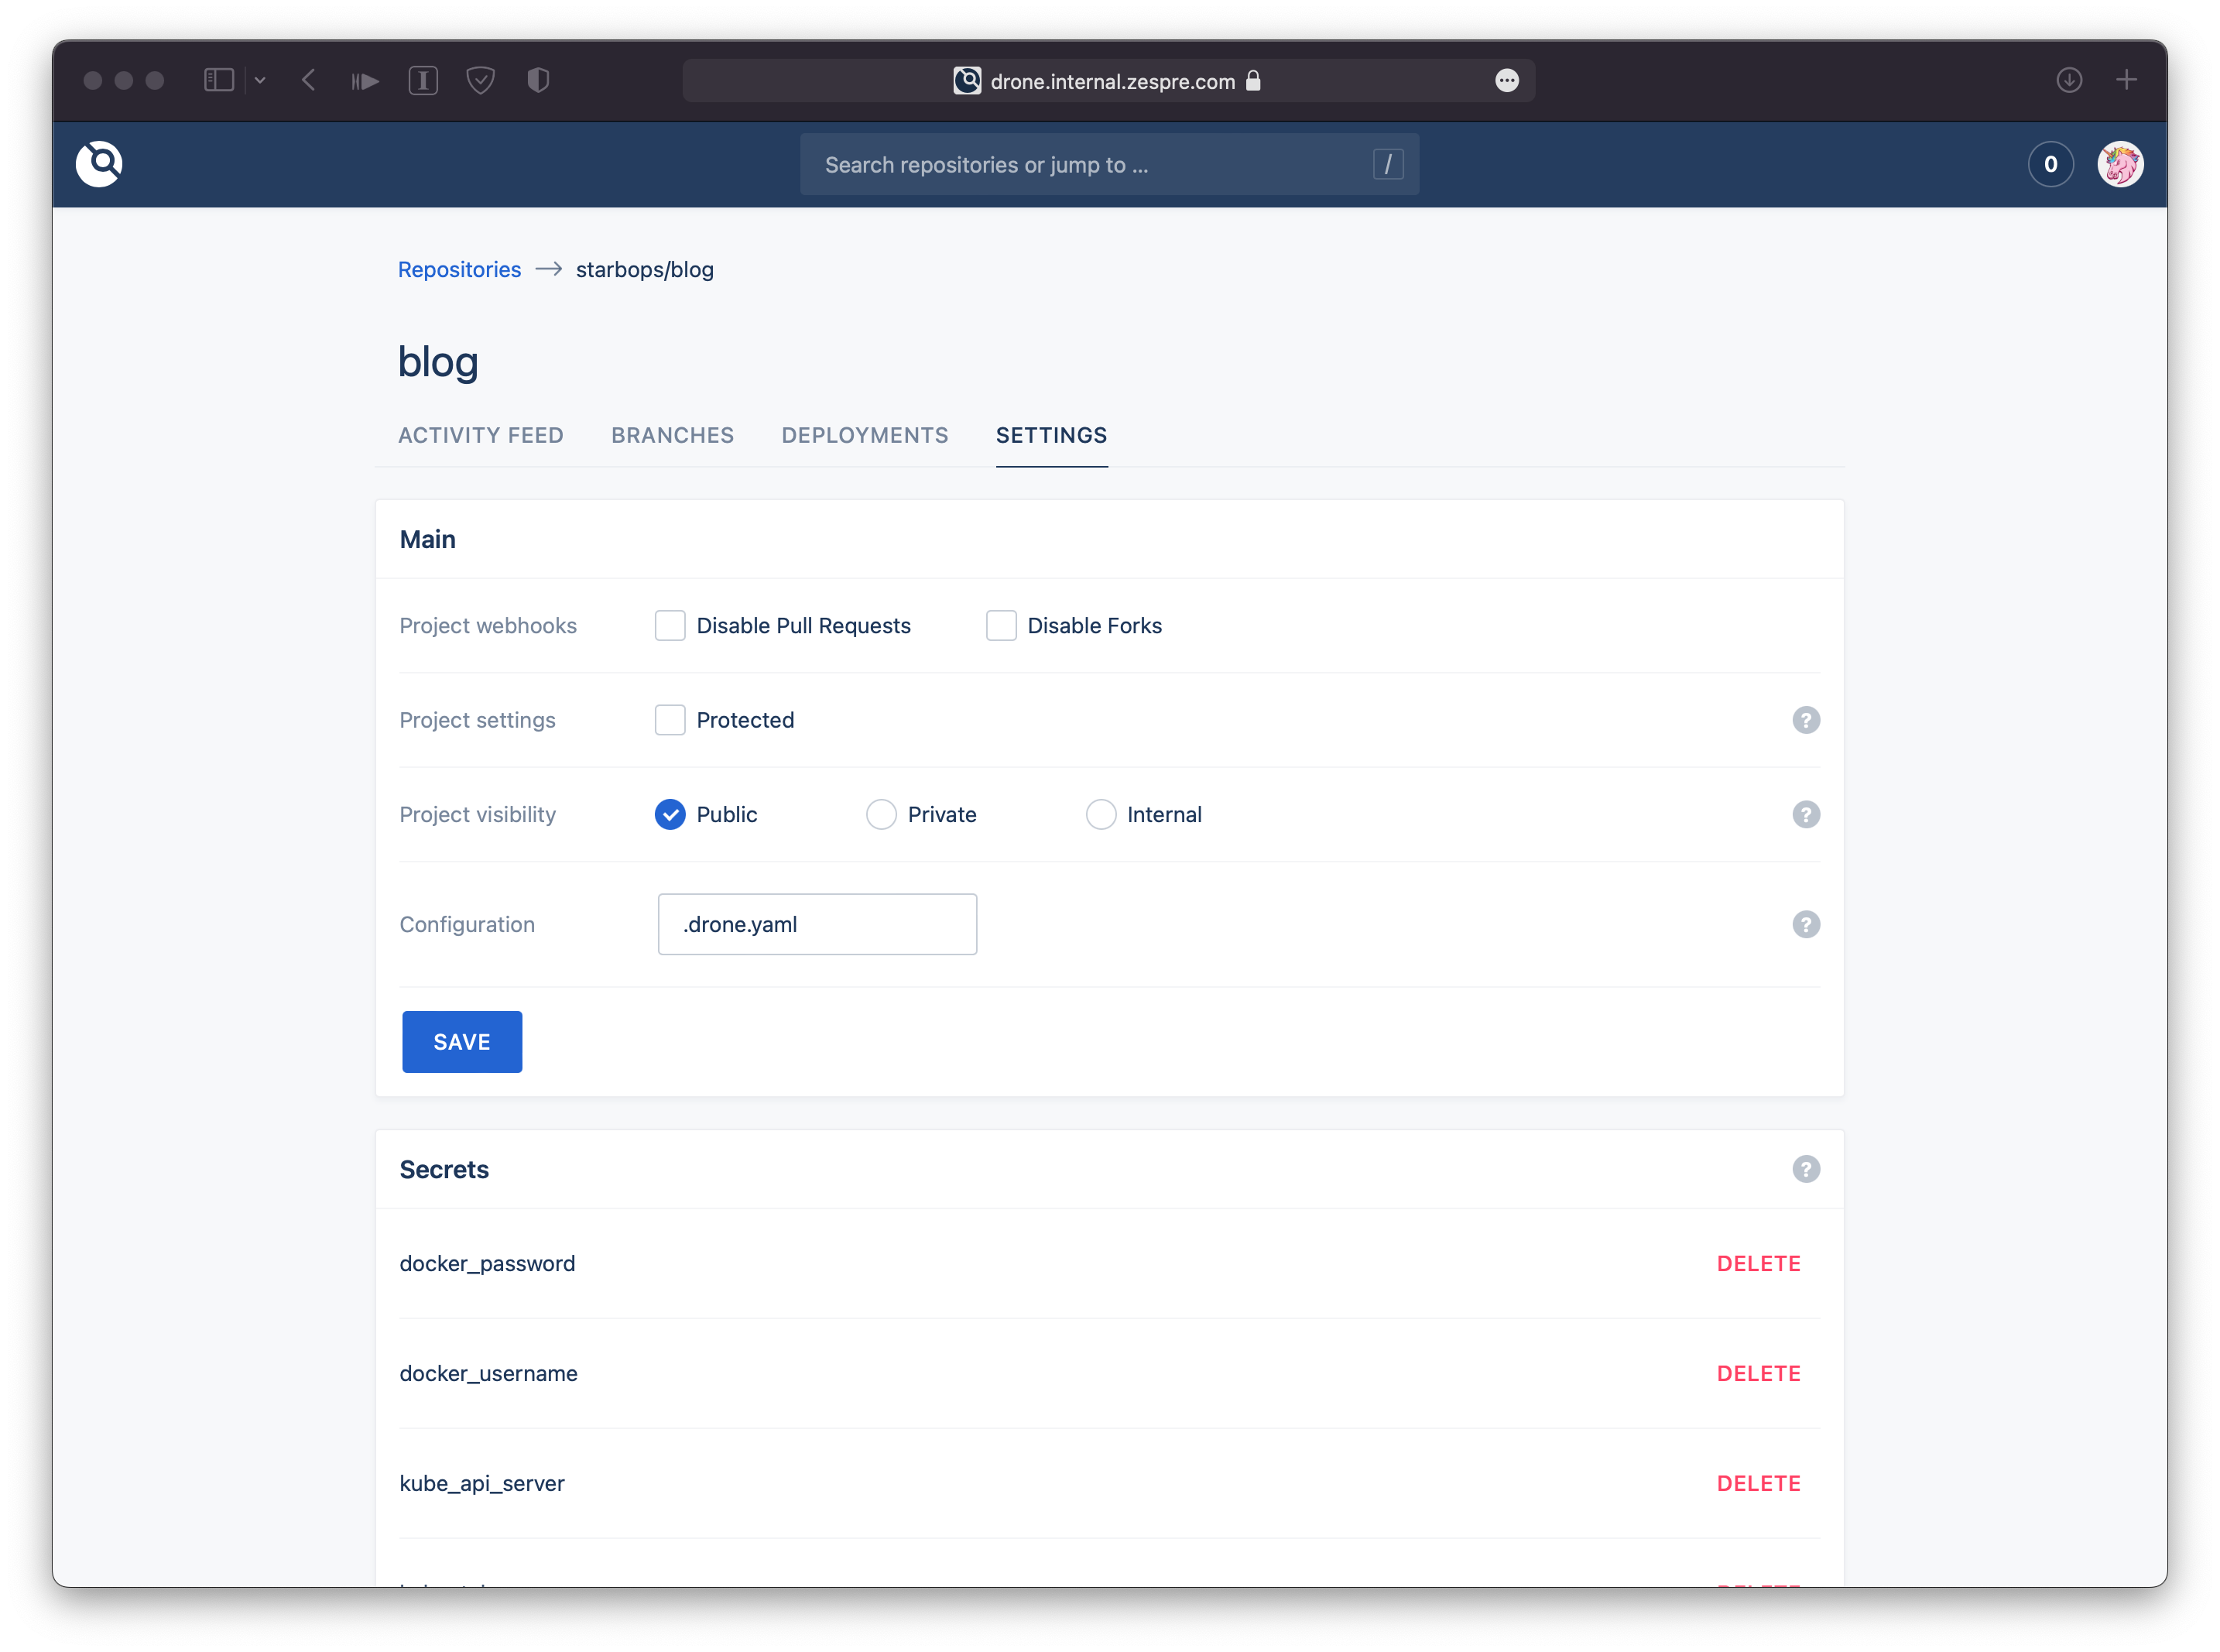 drone.internal.zespre.com
Search repositories or jump to ... /
0
Repositories → starbops/blog
blog
ACTIVITY FEED BRANCHES DEPLOYMENTS SETTINGS
Main
Project webhooks Disable Pull Requests Disable Forks
Project settings Protected ?
Project visibility Public Private Internal ?
Configuration .drone.yaml ?
SAVE
Secrets ?
docker_password DELETE
docker_username DELETE
kube_api_server DELETE
DELETE